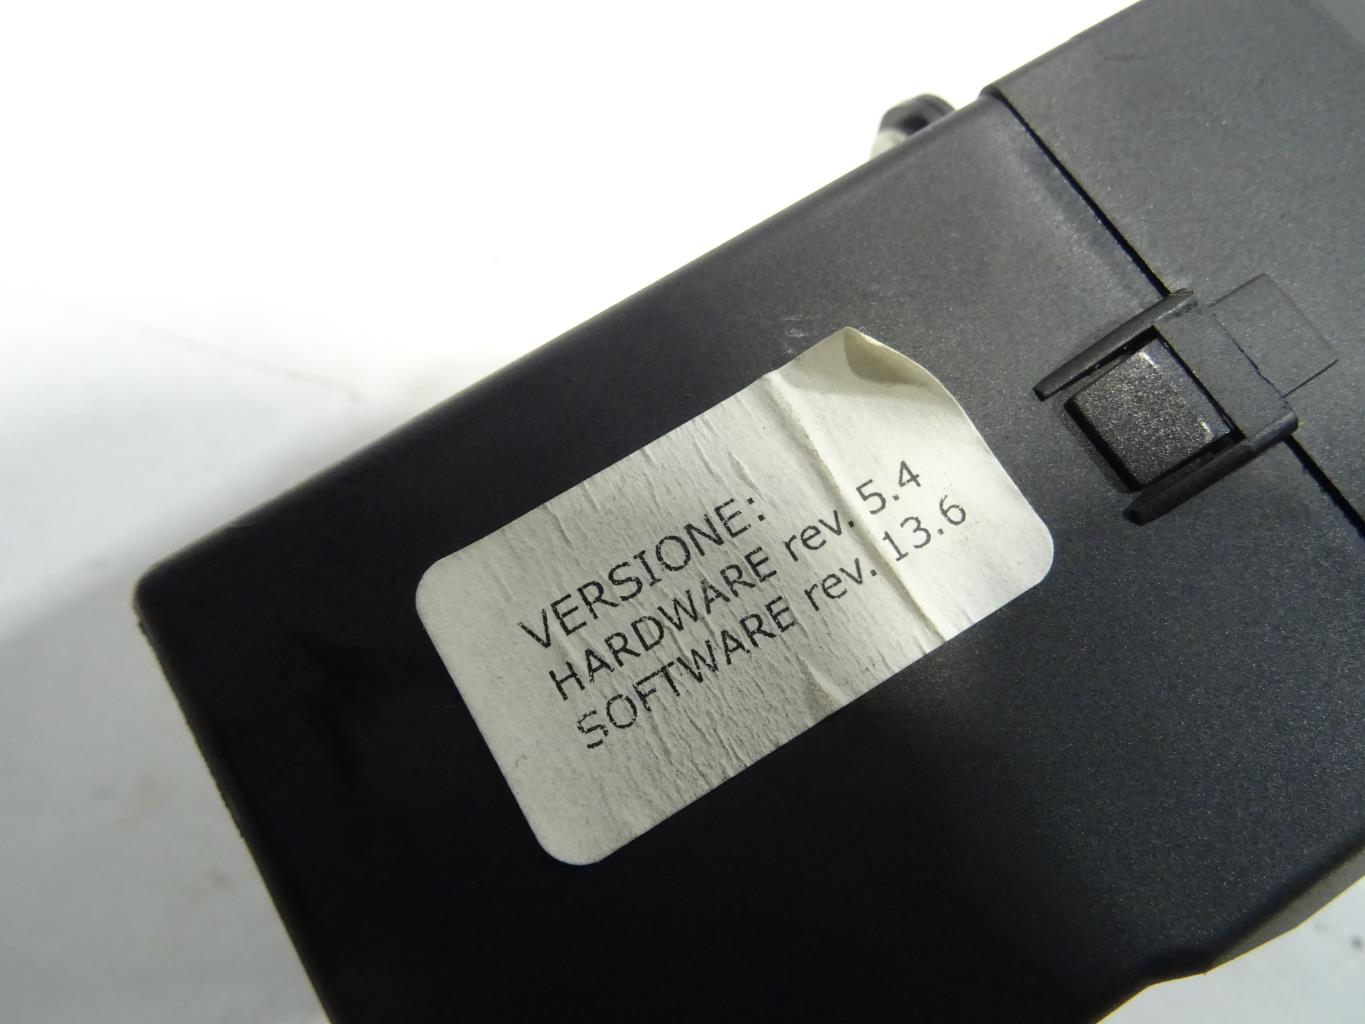 VERSIONE:
HARDWARE rev. 5.4
SOFTWARE rev. 13.6